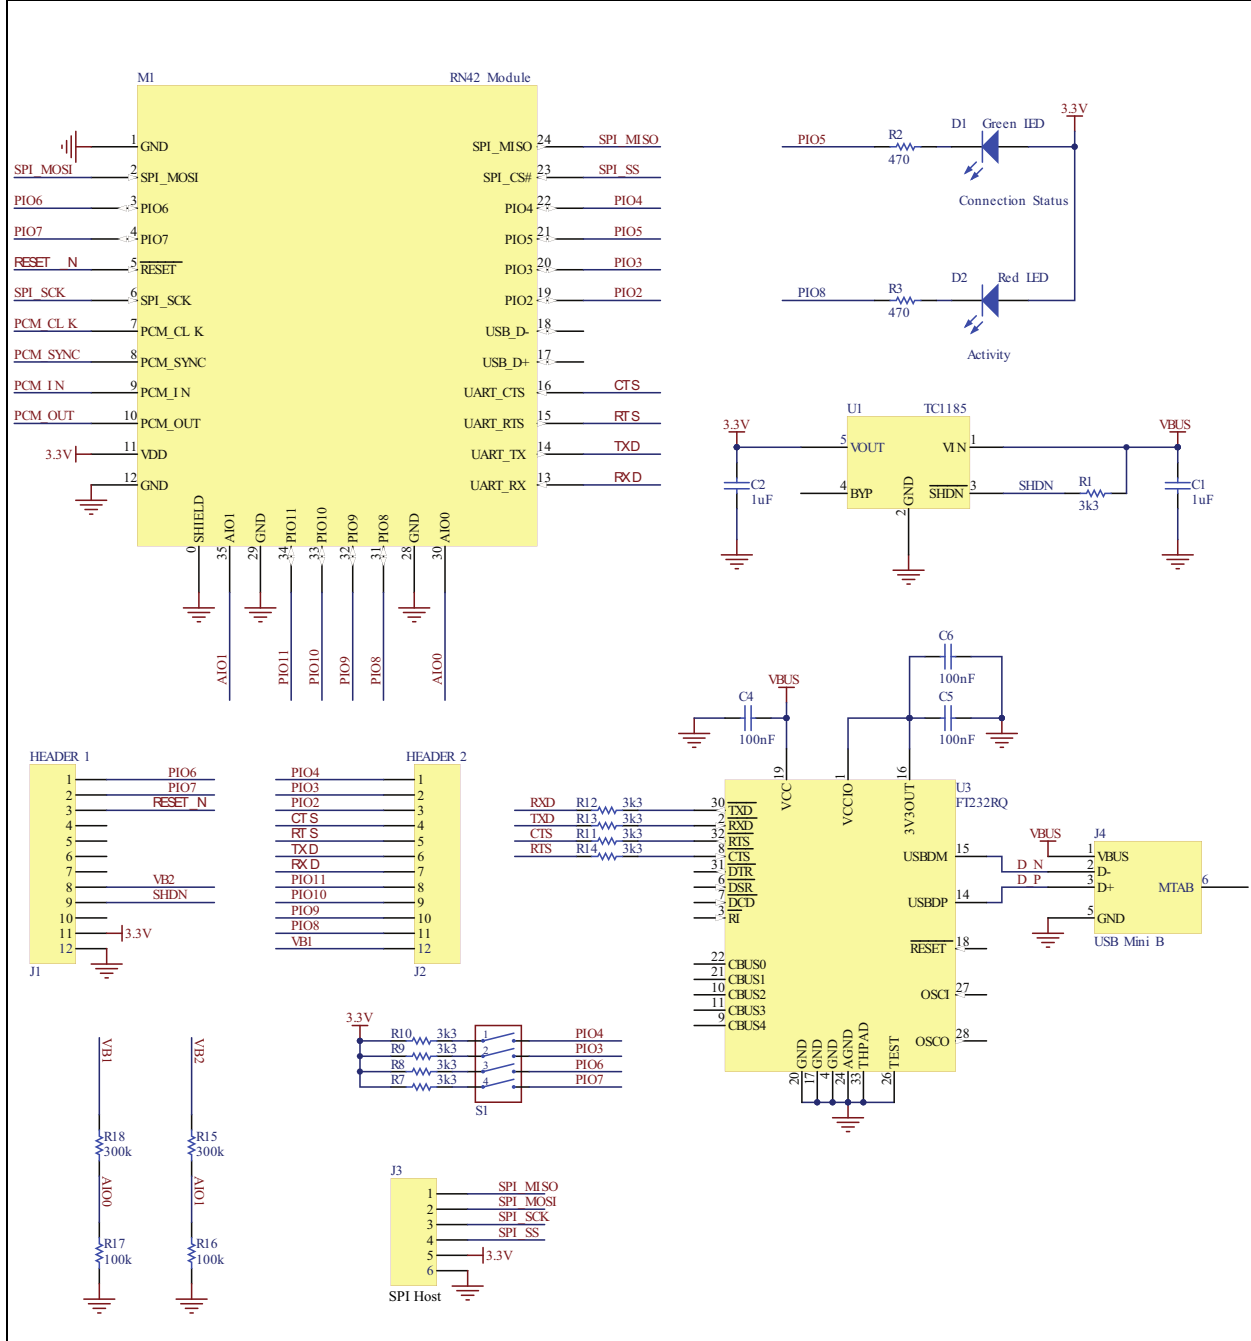 M1 RN42 Module
1 GND
SPI_MOSI 2 SPI_MOSI
PIO6 3 PIO6
PIO7 4 PIO7
RESET_N 5 RESET
SPI_SCK 6 SPI_SCK
PCM_CLK 7 PCM_CLK
PCM_SYNC 8 PCM_SYNC
PCM_IN 9 PCM_IN
PCM_OUT 10 PCM_OUT
3.3V 11 VDD
12 GND
SPI_MISO 24 SPI_MISO
SPI_CS# 23 SPI_SS
PIO4 22 PIO4
PIO5 21 PIO5
PIO3 20 PIO3
PIO2 19 PIO2
USB_D- 18
USB_D+ 17
UART_CTS 16 CTS
UART_RTS 15 RTS
UART_TX 14 TXD
UART_RX 13 RXD
0 SHIELD
35 AIO1 AIO1
29 GND
34 PIO11 PIO11
33 PIO10 PIO10
32 PIO9 PIO9
31 PIO8 PIO8
28 GND
30 AIO0 AIO0
3.3V
PIO5 R2 470 D1 Green LED
Connection Status
PIO8 R3 470 D2 Red LED
Activity
U1 TC1185
3.3V 5 VOUT VIN 1 VBUS
4 BYP GND 2 SHDN 3 SHDN R1 3k3
C2 1uF
C1 1uF
C6 100nF
VBUS
C4 100nF
C5 100nF
HEADER 1
1 PIO6
2 PIO7
3 RESET_N
4
5
6
7
8 VB2
9 SHDN
10
11 3.3V
12
J1
HEADER 2
PIO4 1
PIO3 2
PIO2 3
CTS 4
RTS 5
TXD 6
RXD 7
PIO11 8
PIO10 9
PIO9 10
PIO8 11
VB1 12
J2
U3
FT232RQ
19 VCC
1 VCCIO
16 3V3OUT
RXD R12 3k3 30 TXD
TXD R13 3k3 2 RXD
CTS R11 3k3 32 RTS
RTS R14 3k3 8 CTS
31 DTR
6 DSR
7 DCD
3 RI
22 CBUS0
21 CBUS1
10 CBUS2
11 CBUS3
9 CBUS4
USBDM 15 D_N
USBDP 14 D_P
RESET 18
OSCI 27
OSCO 28
20 GND
17 GND
4 GND
24 AGND
33 THPAD
26 TEST
J4
VBUS 1 VBUS
2 D-
3 D+
5 GND
MTAB 6
USB Mini B
3.3V
R10 3k3 1 PIO4
R9 3k3 2 PIO3
R8 3k3 3 PIO6
R7 3k3 4 PIO7
S1
VB1
R18
300k
AIO0
R17
100k
VB2
R15
300k
AIO1
R16
100k
J3
1 SPI_MISO
2 SPI_MOSI
3 SPI_SCK
4 SPI_SS
5 3.3V
6
SPI Host